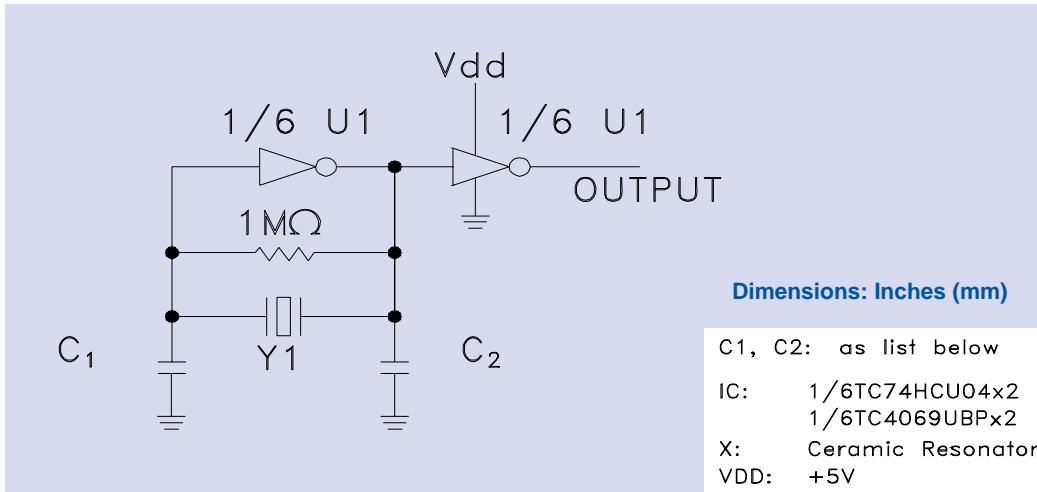 Vdd
1/6 U1
1/6 U1
OUTPUT
1MΩ
C1
Y1
C2
Dimensions: Inches (mm)
C1, C2: as list below
IC: 1/6TC74HCU04x2
1/6TC4069UBPx2
X: Ceramic Resonator
VDD: +5V